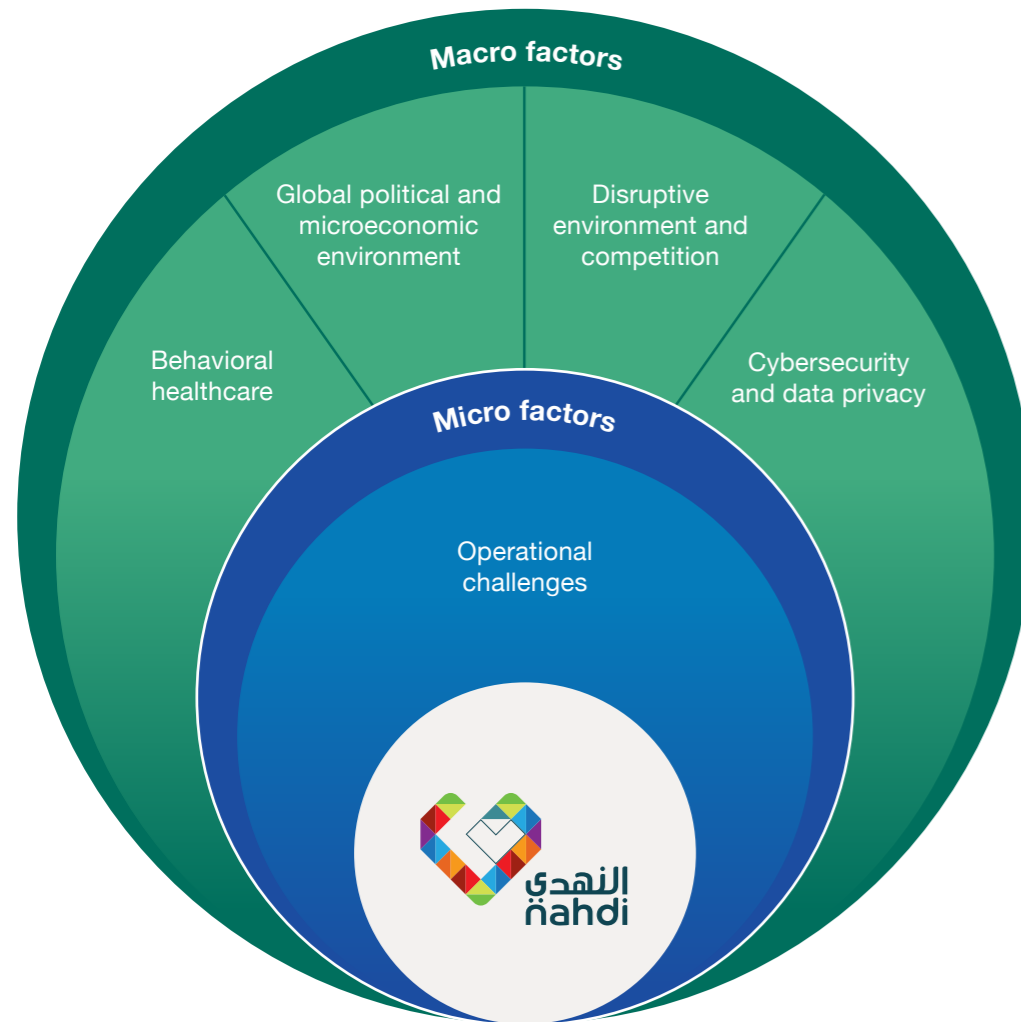 Macro factors
Global political and
microeconomic
environment
Disruptive
environment and
competition
Behavioral
healthcare
Cybersecurity
and data privacy
Micro factors
Operational
challenges
النهدي
nahdi